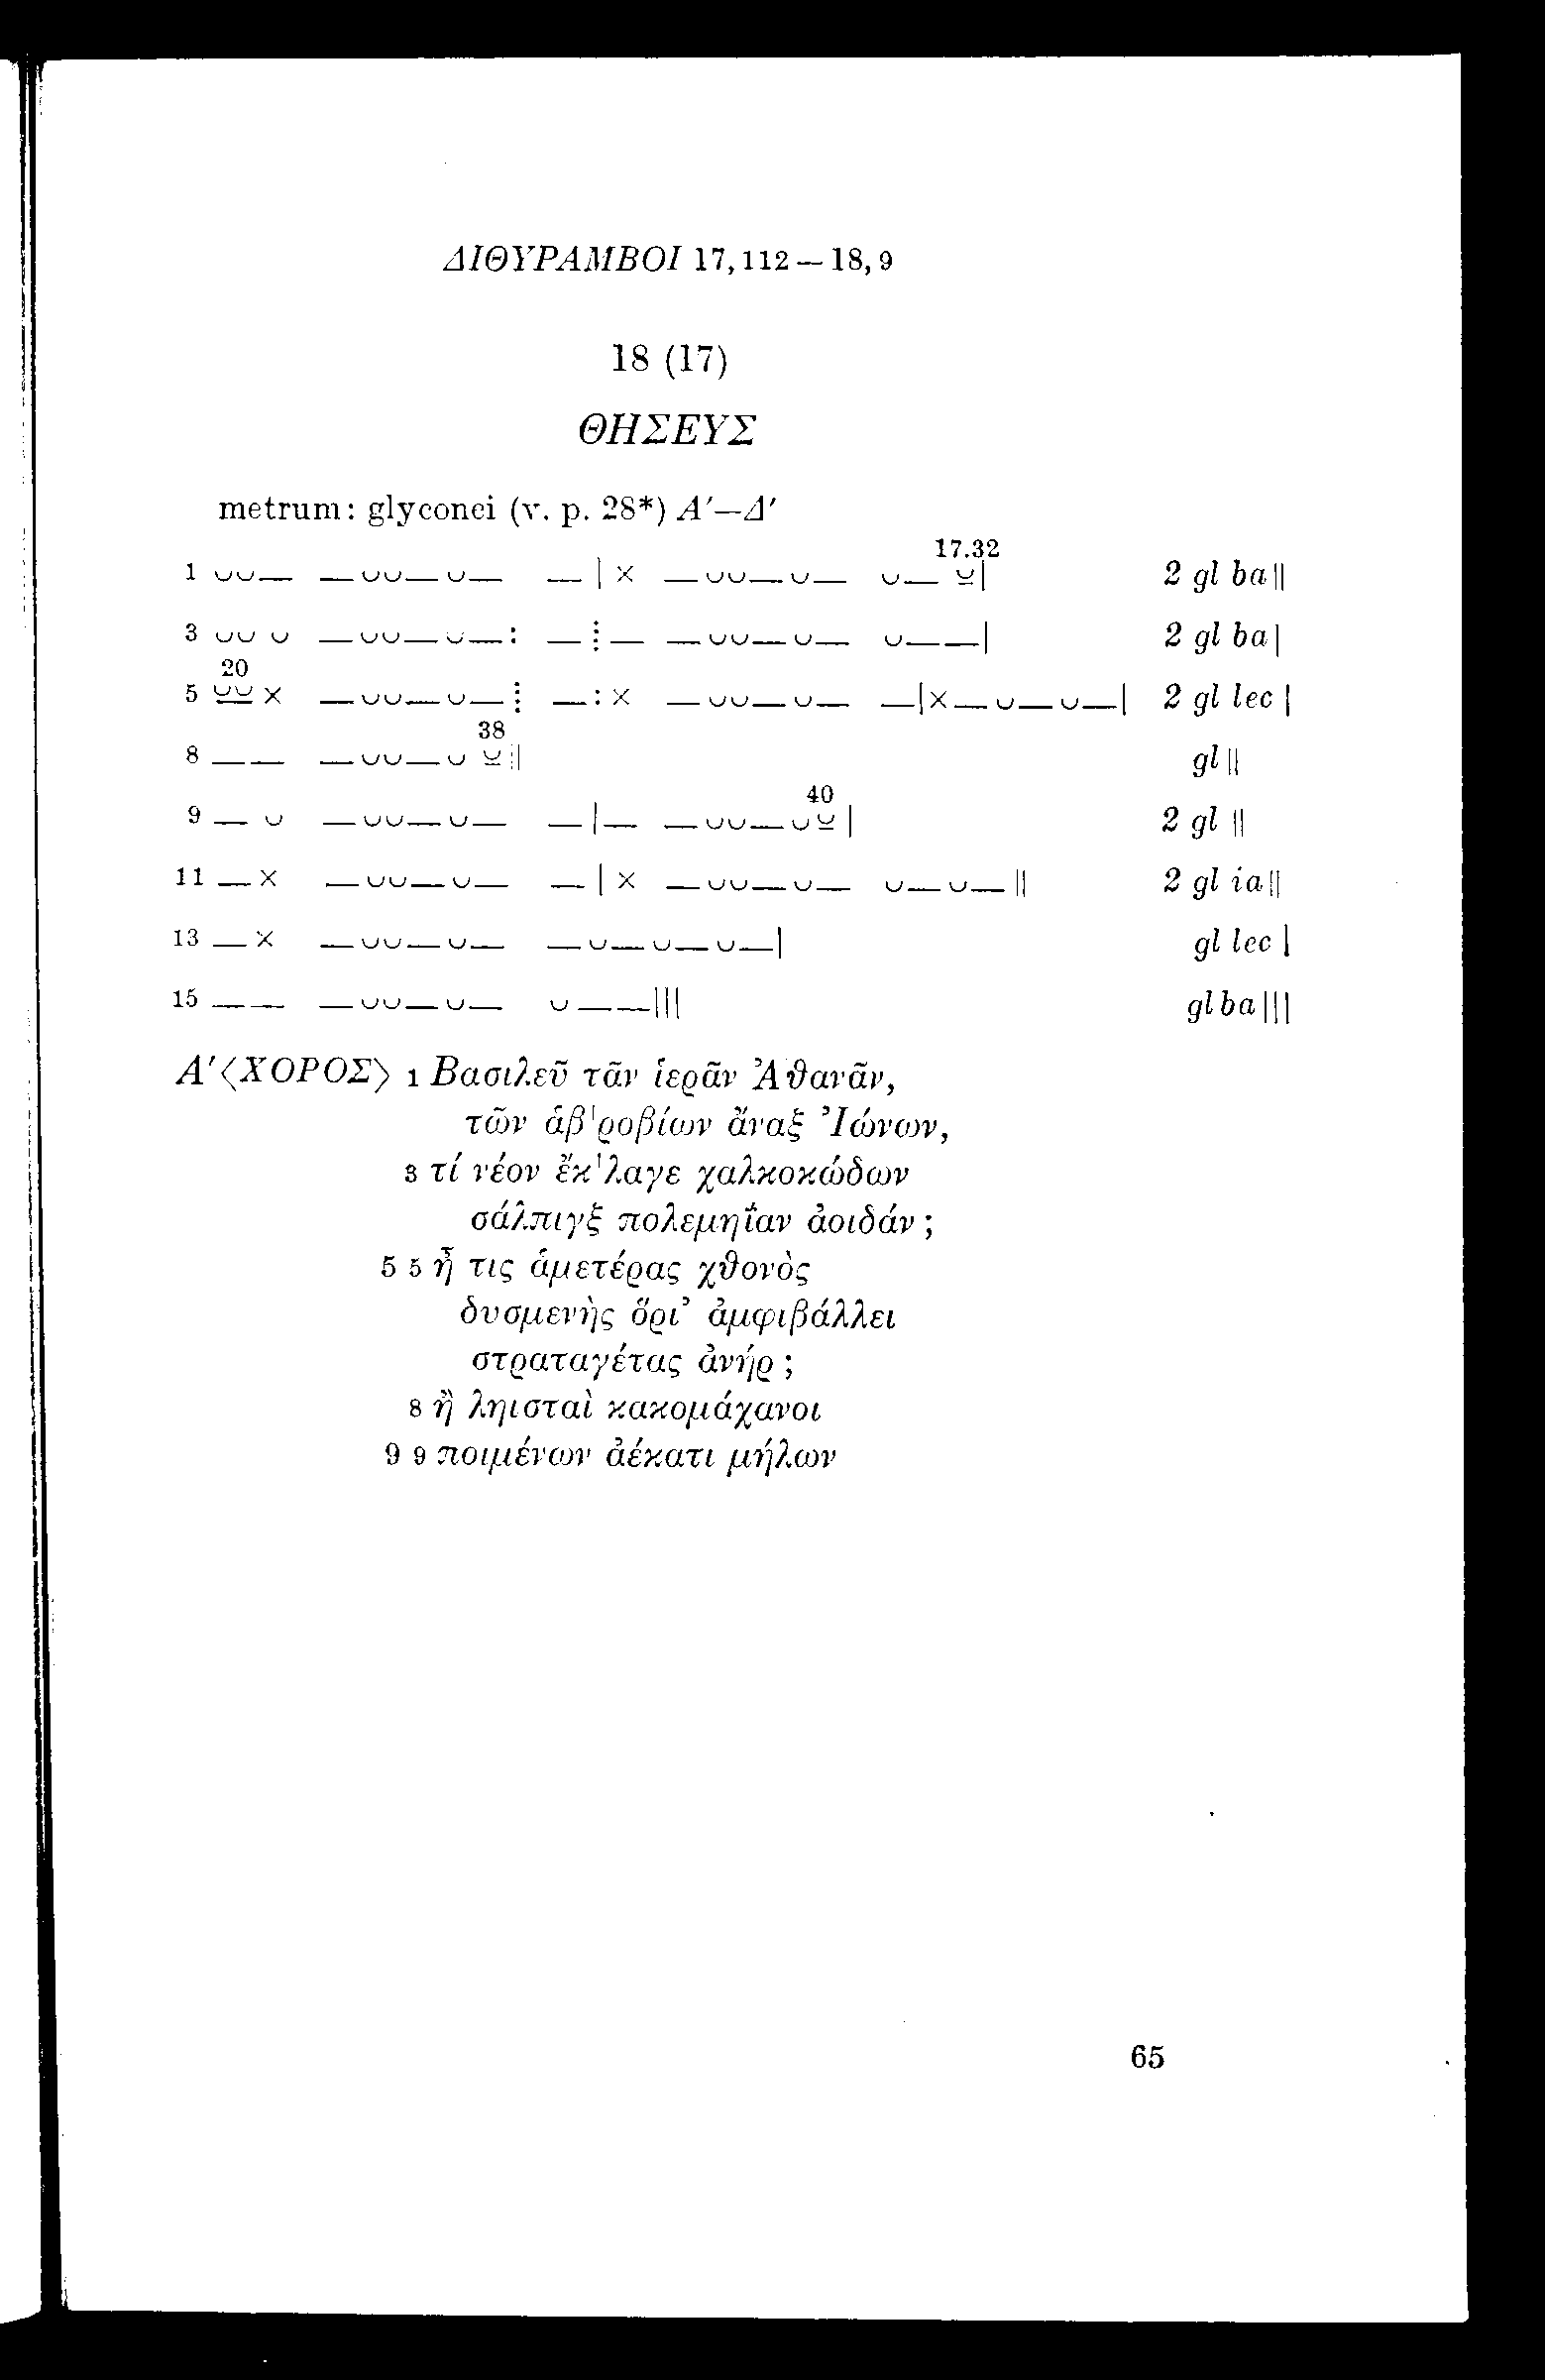 ΔΙΘΥΡΑΜΒΟΙ 17,112 — 18,9
18 (17)
ΘΗΣΕΥΣ
metrum: glyconci (v. p. 28*) Α′—Δ′
17.32
1 ∪∪— —∪∪—∪— —|× —∪∪—∪— ∪— ⏓| 2 gl ba||
3 ∪∪ ∪ —∪∪—∪—: —⋮— —∪∪—∪— ∪——| 2 gl ba|
20
5 ⏔ × —∪∪—∪—⋮ —:× —∪∪—∪— —|×—∪—∪—| 2 gl lec |
38
8 —— —∪∪—∪ ⏓⋮| gl||
40
9 — ∪ —∪∪—∪— —|— —∪∪—∪⏓| 2 gl ||
11 —× —∪∪—∪— —|× —∪∪—∪— ∪—∪—|| 2 gl ia||
13 —× —∪∪—∪— —∪—∪—∪—| gl lec |
15 —— —∪∪—∪— ∪——||| gl ba|||
Α′⟨ΧΟΡΟΣ⟩ 1 Βασιλεῦ τᾶν ἱερᾶν Ἀθανᾶν,
τῶν ἁβ'ροβίων ἄναξ Ἰώνων,
3 τί νέον ἔκ'λαγε χαλκοκώδων
σάλπιγξ πολεμηΐαν ἀοιδάν;
5 5 ἦ τις ἁμετέρας χθονὸς
δυσμενὴς ὅρι' ἀμφιβάλλει
στραταγέτας ἀνήρ;
8 ἢ ληισταὶ κακομάχανοι
9 9 ποιμένων ἀέκατι μήλων
65